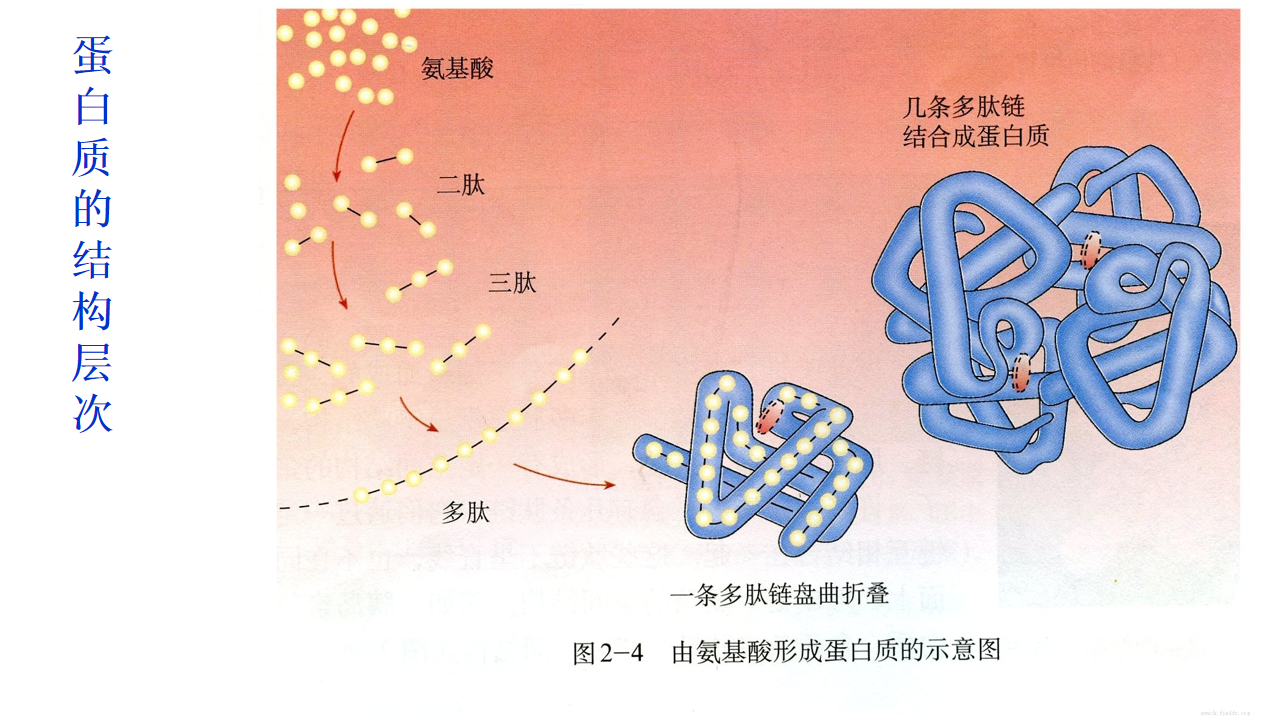 蛋白质的结构层次
氨基酸
二肽
三肽
多肽
几条多肽链
结合成蛋白质
一条多肽链盘曲折叠
图2-4 由氨基酸形成蛋白质的示意图